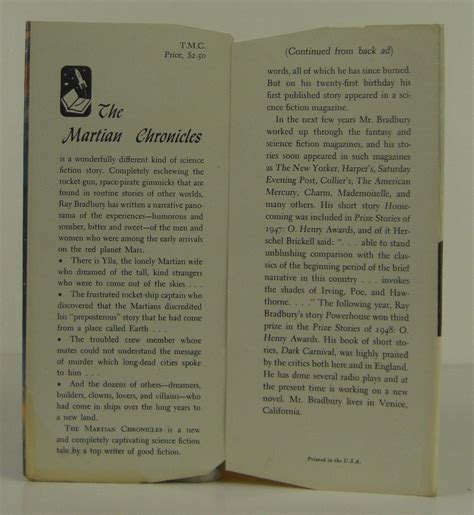 T.M.C.
Price, $2.50
The
Martian Chronicles
is a wonderfully different kind of science
fiction story. Completely eschewing the
rocket-gun, space-pirate gimmicks that are
found in routine stories of other worlds,
Ray Bradbury has written a narrative pano-
rama of the experiences—humorous and
somber, bitter and sweet—of the men and
women who were among the early arrivals
on the red planet Mars.
• There is Ylla, the lonely Martian wife
who dreamed of the tall, kind strangers
who were to come out of the skies . . .
• The frustrated rocket-ship captain who
discovered that the Martians discredited
his "preposterous" story that he had come
from a place called Earth . . .
• The troubled crew member whose
mates could not understand the message
of murder which long-dead cities spoke
to him . . .
• And the dozens of others—dreamers,
builders, clowns, lovers, and villains—who
had come in ships over the long years to
a new land.
THE MARTIAN CHRONICLES is a new
and completely captivating science fiction
tale by a top writer of good fiction.
(Continued from back ad)
words, all of which he has since burned.
But on his twenty-first birthday his
first published story appeared in a sci-
ence fiction magazine.
In the next few years Mr. Bradbury
worked up through the fantasy and
science fiction magazines, and his sto-
ries soon appeared in such magazines
as The New Yorker, Harper's, Saturday
Evening Post, Collier's, The American
Mercury, Charm, Mademoiselle, and
many others. His short story Home-
coming was included in Prize Stories of
1947: O. Henry Awards, and of it Her-
schel Brickell said: ". . . able to stand
unblushing comparison with the clas-
sics of the beginning period of the brief
narrative in this country . . . invokes
the shades of Irving, Poe, and Haw-
thorne. . . ." The following year, Ray
Bradbury's story Powerhouse won third
prize in the Prize Stories of 1948: O.
Henry Awards. His book of short sto-
ries, Dark Carnival, was highly praised
by the critics both here and in England.
He has done several radio plays and at
the present time is working on a new
novel. Mr. Bradbury lives in Venice,
California.
Printed in the U.S.A.